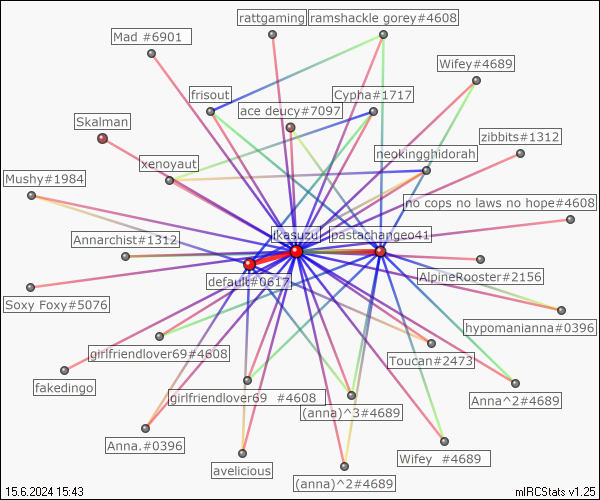 rattgaming
ramshackle gorey#4608
Mad #6901
Wifey#4689
frisout
Cypha#1717
ace deucy#7097
Skalman
zibbits#1312
neokingghidorah
xenoyaut
Mushy#1984
no cops no laws no hope#4608
Annarchist#1312
ikasuzu
pastachangeo41
default#0617
AlpineRooster#2156
Soxy Foxy#5076
hypomanianna#0396
girlfriendlover69#4608
Toucan#2473
fakedingo
girlfriendlover69 #4608
Anna^2#4689
(anna)^3#4689
Anna.#0396
Wifey #4689
avelicious
(anna)^2#4689
15.6.2024 15:43
mIRCStats v1.25